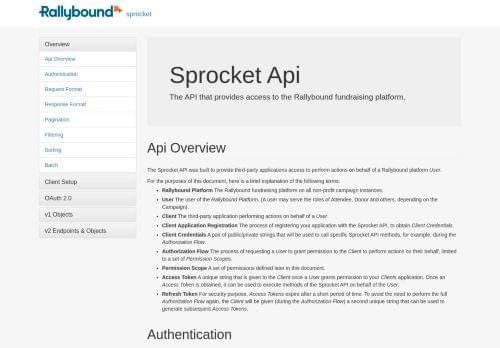 Rallybound sprocket
Overview
Api Overview
Authentication
Request Format
Response Format
Pagination
Filtering
Sorting
Batch
Client Setup
OAuth 2.0
v1 Objects
v2 Endpoints & Objects
Sprocket Api
The API that provides access to the Rallybound fundraising platform.
Api Overview
The Sprocket API was built to provide third-party applications access to perform actions on behalf of a Rallybound platform User.
For the purposes of this document, here is a brief explanation of the following terms:
• Rallybound Platform The Rallybound fundraising platform on all non-profit campaign instances.
• User The user of the Rallybound Platform. (A user may serve the roles of Attendee, Donor and others, depending on the
Campaign).
• Client The third-party application performing actions on behalf of a User.
• Client Application Registration The process of registering your application with the Sprocket API, to obtain Client Credentials.
• Client Credentials A pair of public/private strings that will be used to call specific Sprocket API methods, for example, during the
Authorization Flow.
• Authorization Flow The process of requesting a User to grant permission to the Client to perform actions on their behalf, limited
to a set of Permission Scopes.
• Permission Scope A set of permissions defined later in this document.
• Access Token A unique string that is given to the Client once a User grants permission to your Clients application. Once an
Access Token is obtained, it can be used to execute methods of the Sprocket API on behalf of the User.
• Refresh Token For security purpose, Access Tokens expire after a short period of time. To avoid the need to perform the full
Authorization Flow again, the Client will be given (during the Authorization Flow) a second unique string that can be used to
generate subsequent Access Tokens.
Authentication